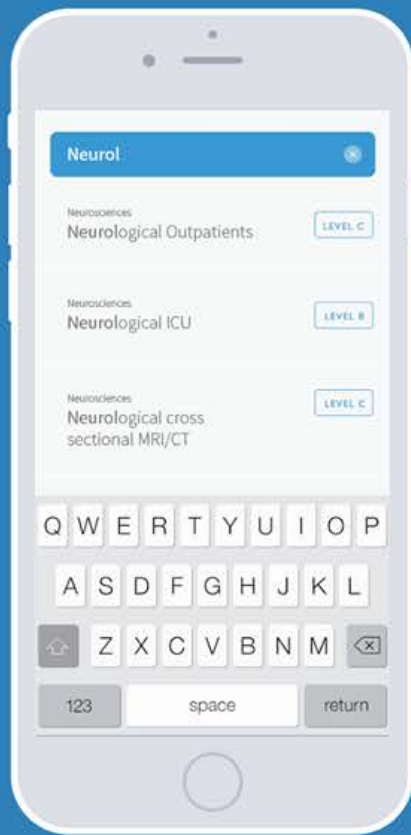 Neurol
Neurosciences
Neurological Outpatients
LEVEL C
Neurosciences
Neurological ICU
LEVEL B
Neurosciences
Neurological cross
sectional MRI/CT
LEVEL C
Q W E R T Y U I O P
A S D F G H J K L
Z X C V B N M
123 space return